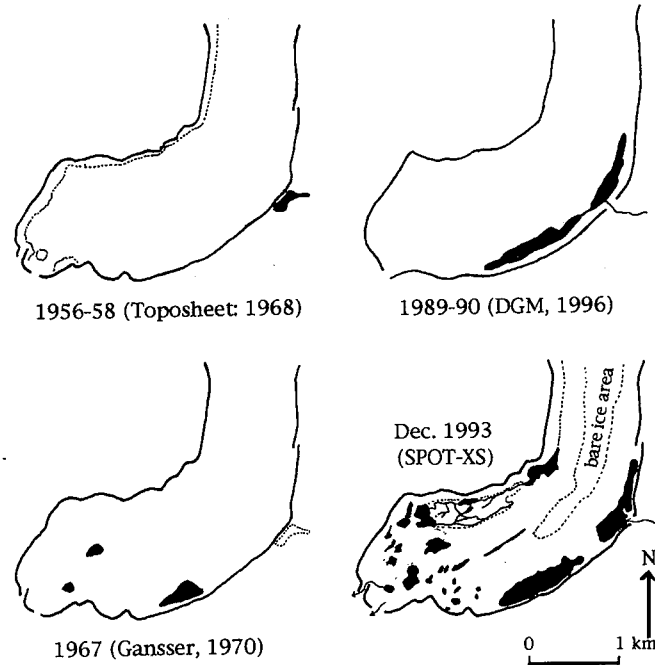 1956-58 (Toposheet: 1968)
1989-90 (DGM, 1996)
Dec. 1993
(SPOT-XS)
bare ice area
1967 (Gansser, 1970)
N
0 1 km